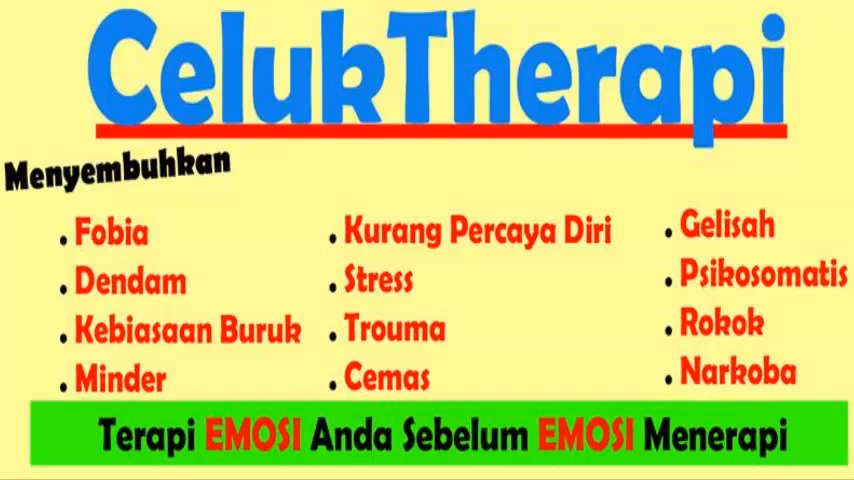 CelukTherapi
Menyembuhkan
. Fobia
. Dendam
. Kebiasaan Buruk
. Minder
. Kurang Percaya Diri
. Stress
. Trouma
. Cemas
. Gelisah
. Psikosomatis
. Rokok
. Narkoba
Terapi EMOSI Anda Sebelum EMOSI Menerapi